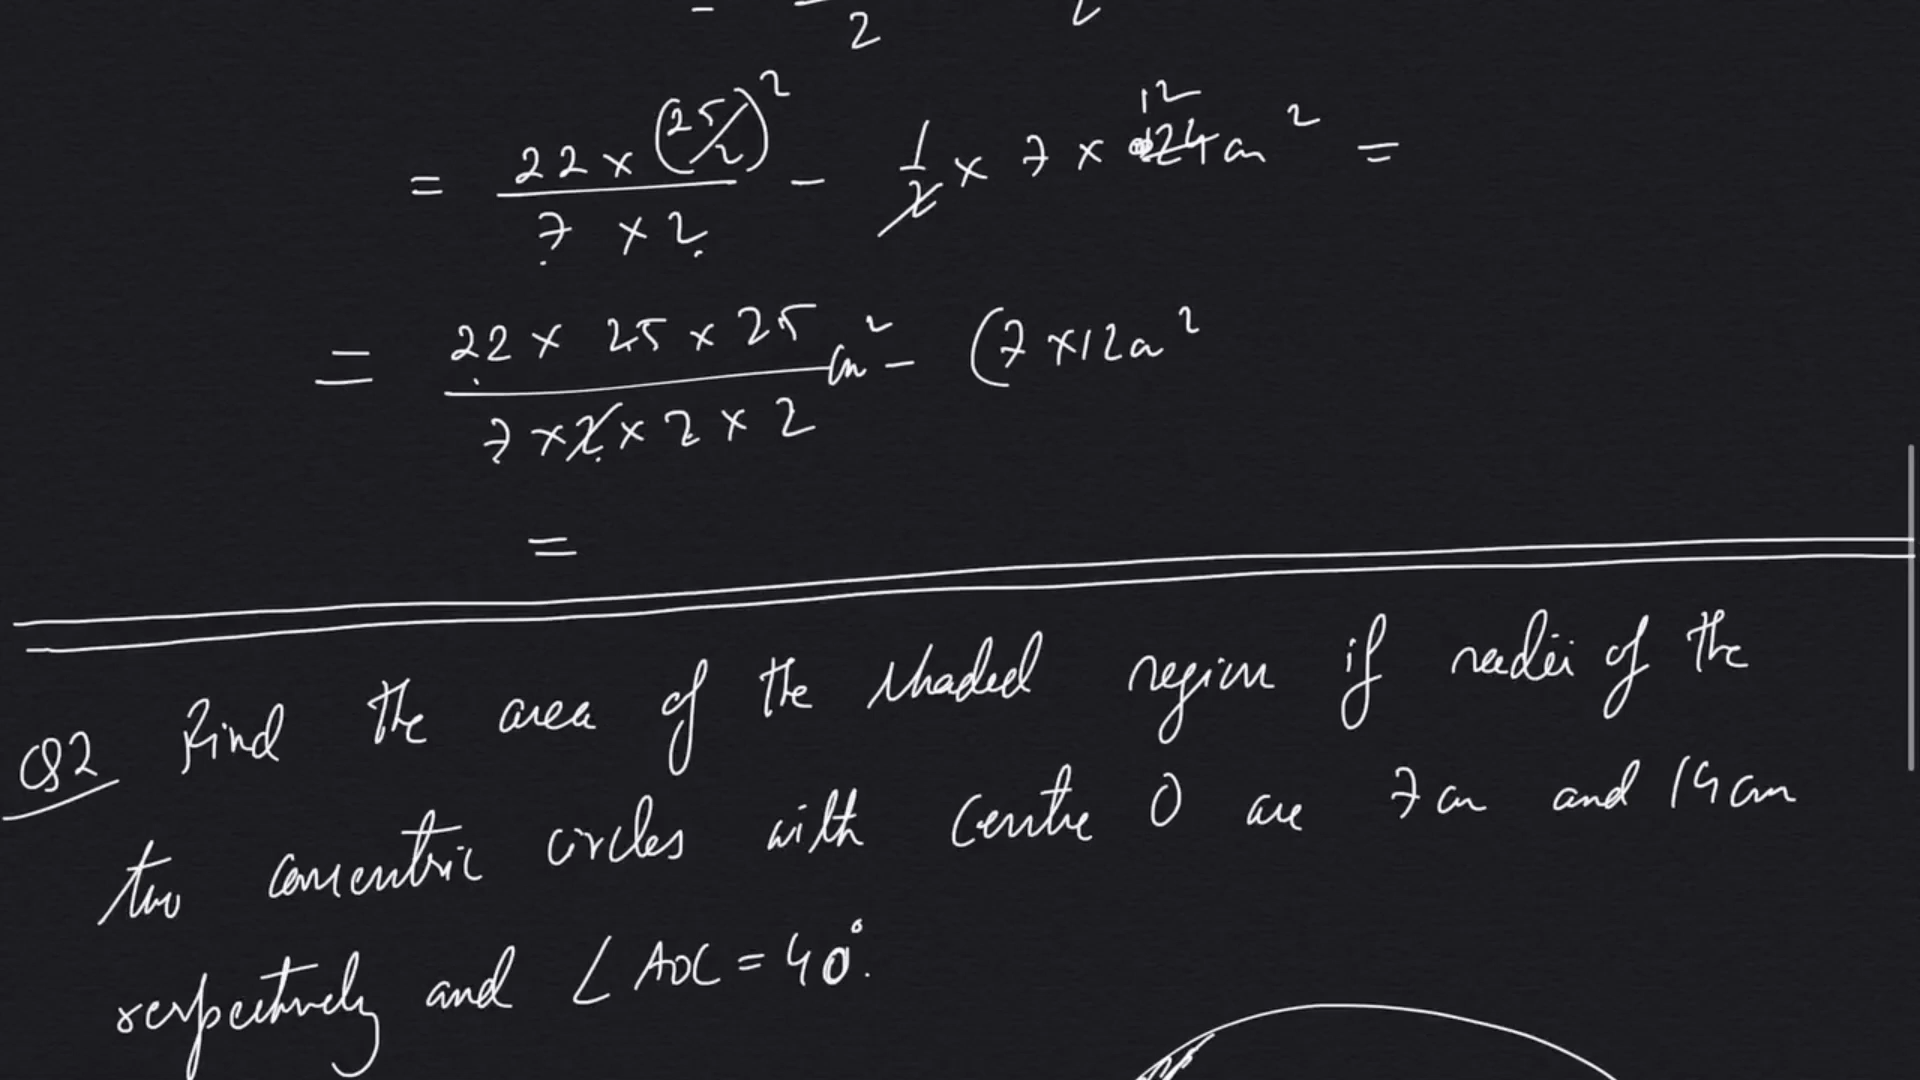 = 22 × (25/2)² / 7 × 2 − 1/2 × 7 × 24 cm² =
12
= 22 × 25 × 25 / 7 × 2 × 2 × 2 cm² − (7 × 12 cm²
=
Q2 Find the area of the shaded region if radii of the
two concentric circles with centre O are 7 cm and 14 cm
respectively and ∠AOC = 40°.